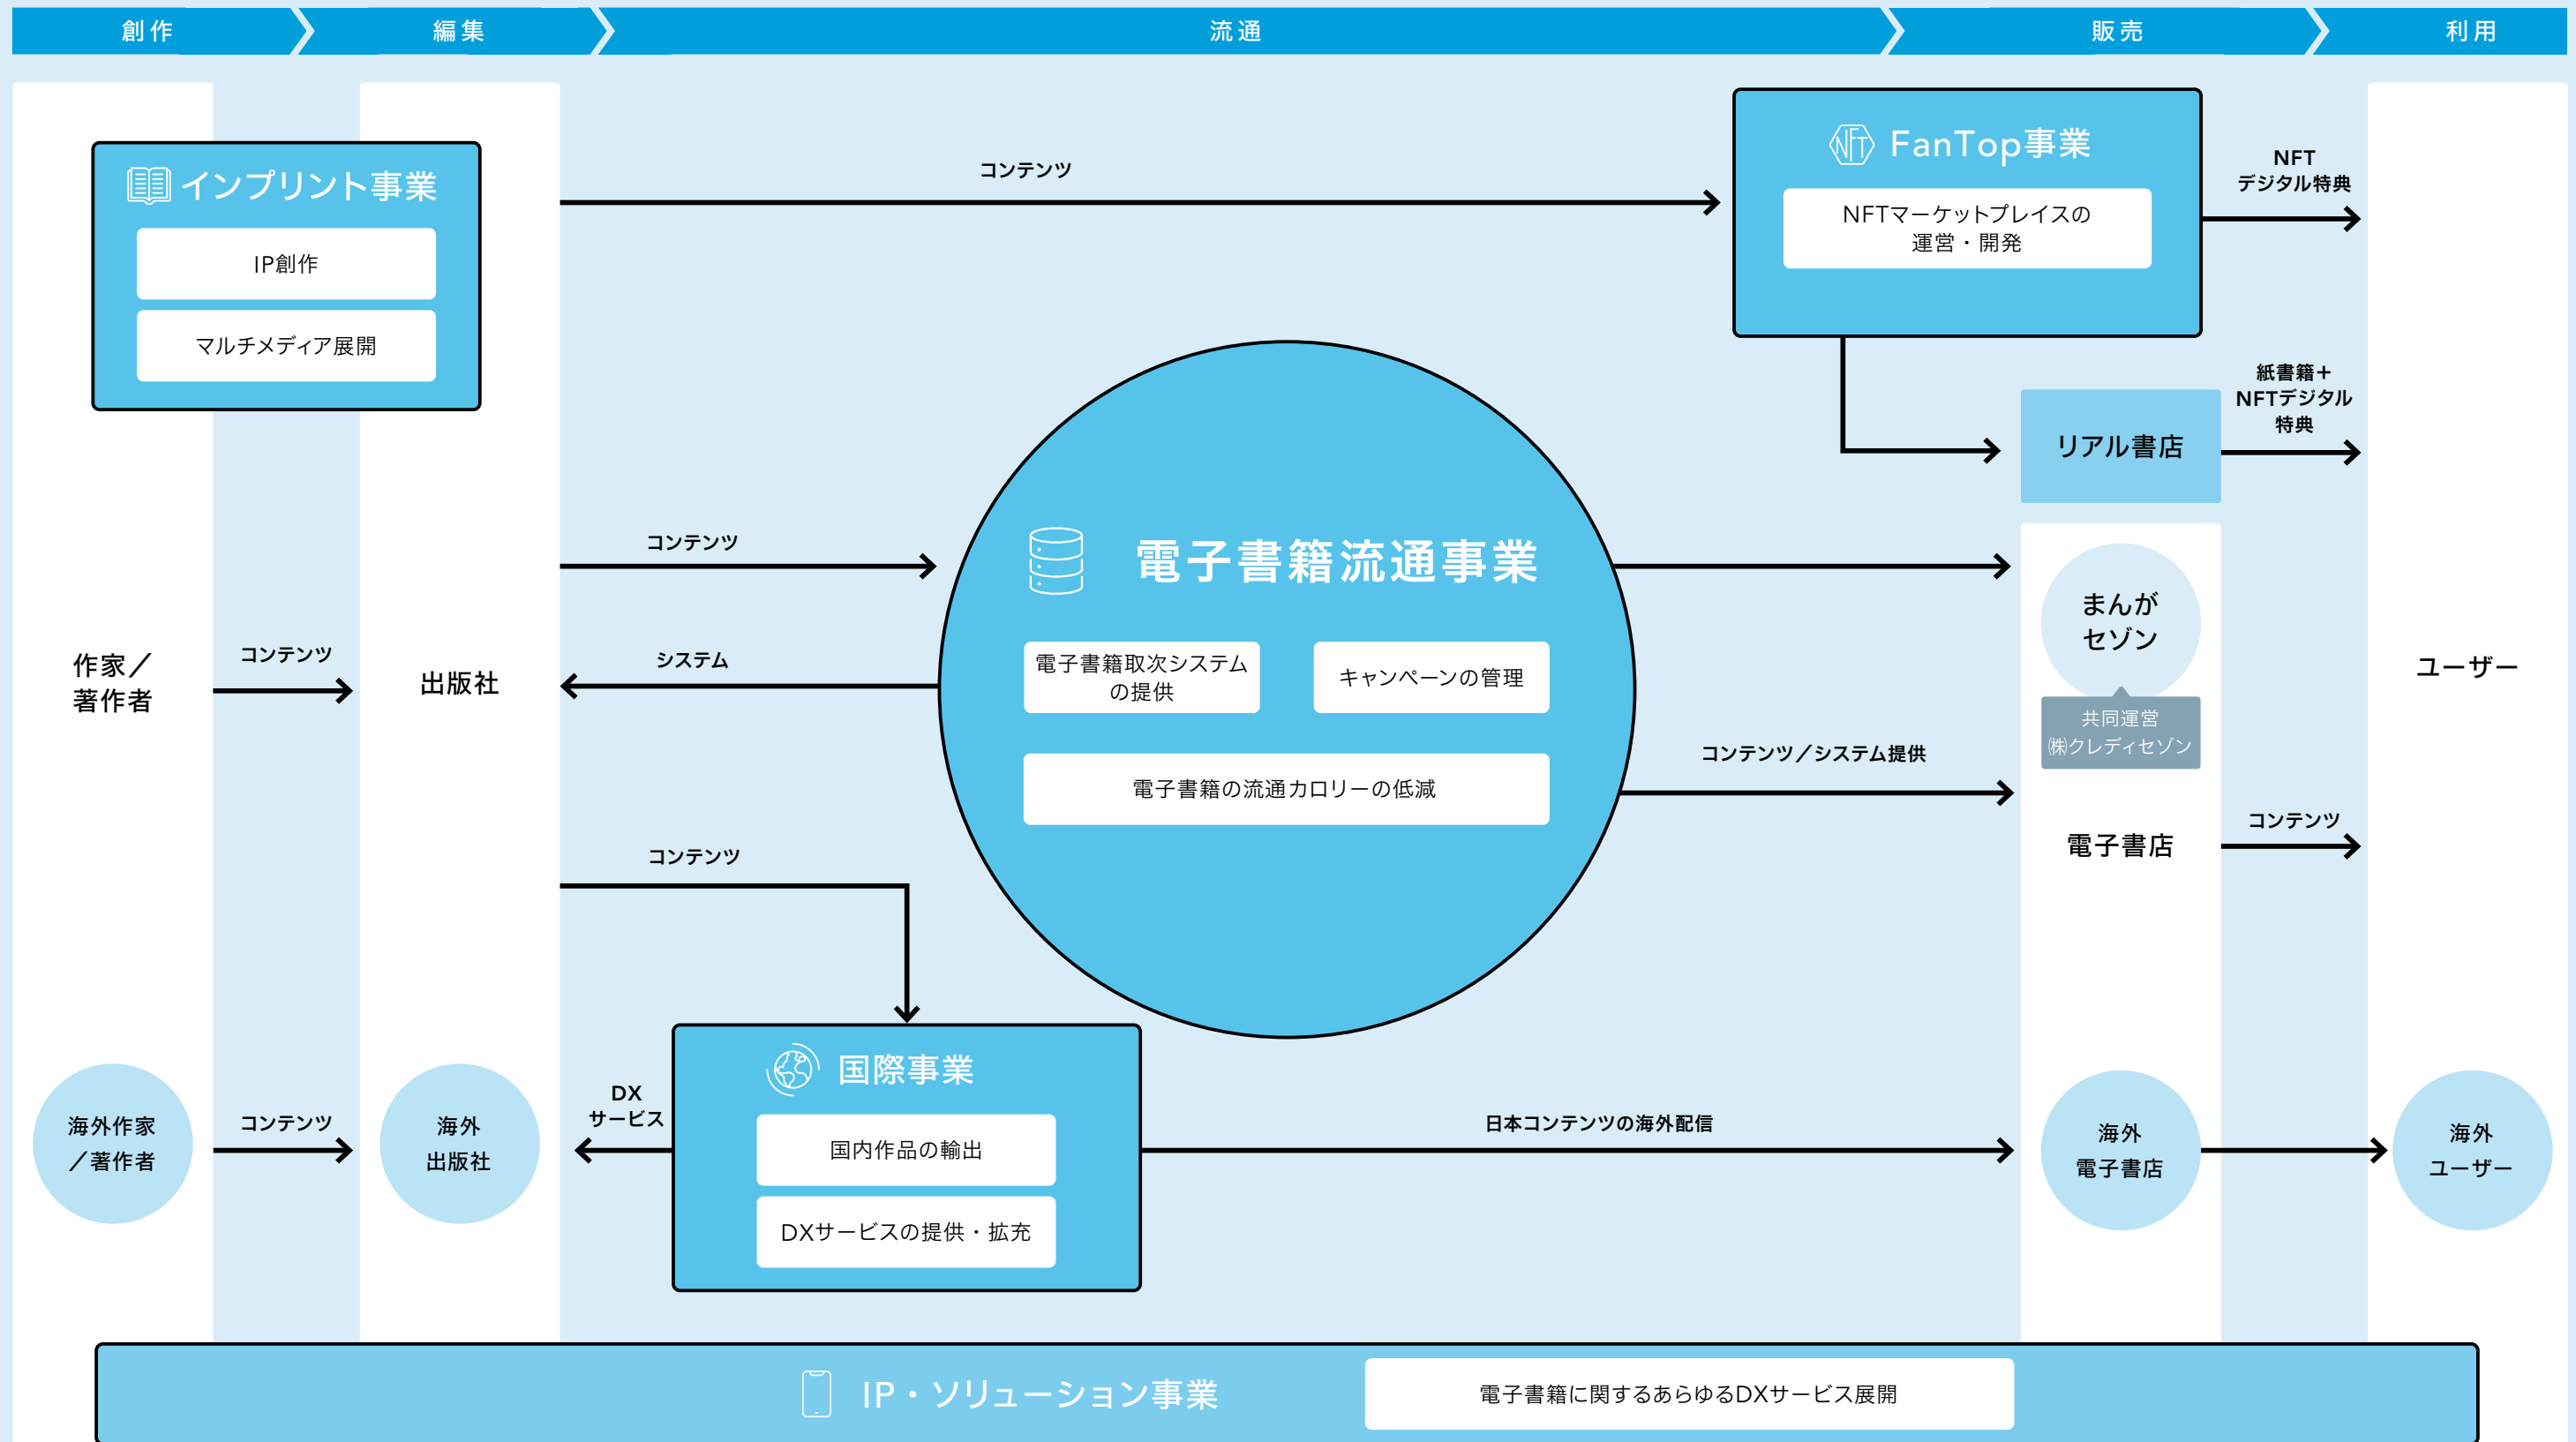 創作
編集
流通
販売
利用
インプリント事業
IP創作
マルチメディア展開
コンテンツ
FanTop事業
NFTマーケットプレイスの
運営・開発
NFT
デジタル特典
リアル書店
紙書籍＋
NFTデジタル
特典
作家／
著作者
コンテンツ
出版社
コンテンツ
システム
電子書籍流通事業
電子書籍取次システム
の提供
キャンペーンの管理
電子書籍の流通カロリーの低減
コンテンツ／システム提供
まんが
セゾン
共同運営
㈱クレディセゾン
電子書店
コンテンツ
ユーザー
コンテンツ
海外作家
／著作者
コンテンツ
海外
出版社
DX
サービス
国際事業
国内作品の輸出
DXサービスの提供・拡充
日本コンテンツの海外配信
海外
電子書店
海外
ユーザー
IP・ソリューション事業
電子書籍に関するあらゆるDXサービス展開